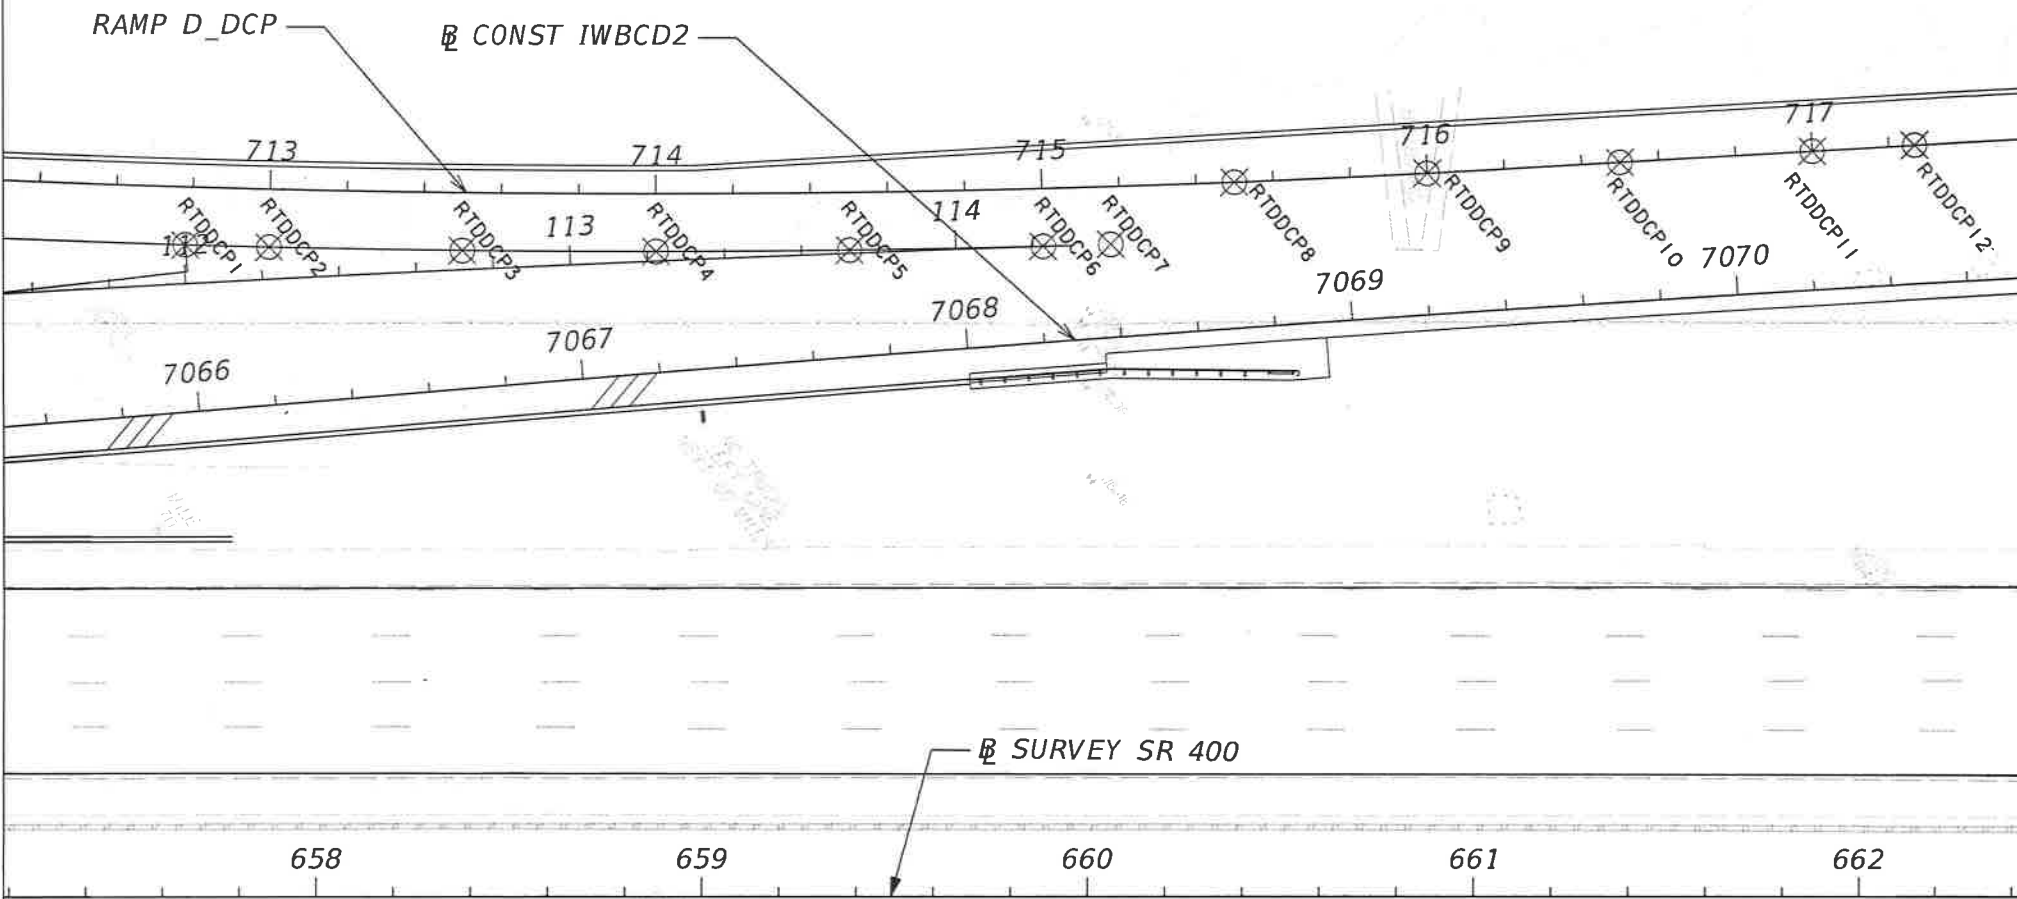 RAMP D_DCP
℄ CONST IWBCD2
713
714
715
716
717
112
113
114
RTDDCP1
RTDDCP2
RTDDCP3
RTDDCP4
RTDDCP5
RTDDCP6
RTDDCP7
RTDDCP8
RTDDCP9
RTDDCP10
RTDDCP11
RTDDCP12
7066
7067
7068
7069
7070
℄ SURVEY SR 400
658
659
660
661
662